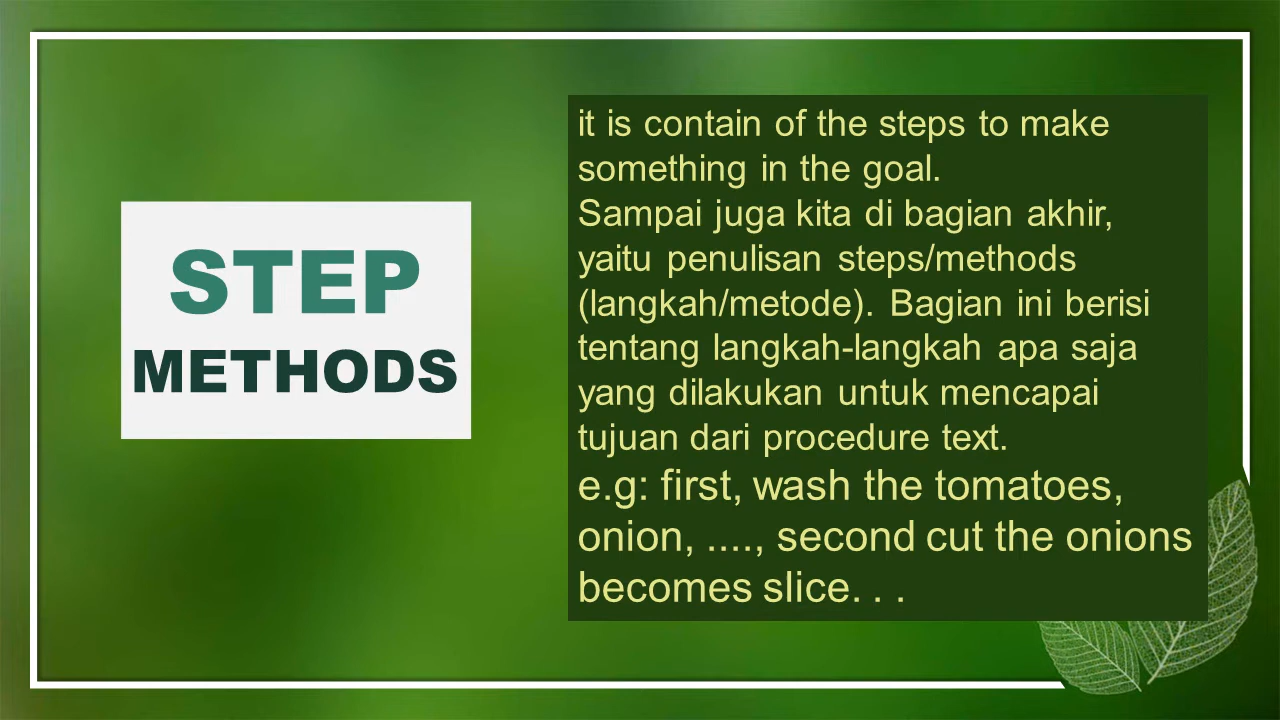 STEP
METHODS
it is contain of the steps to make
something in the goal.
Sampai juga kita di bagian akhir,
yaitu penulisan steps/methods
(langkah/metode). Bagian ini berisi
tentang langkah-langkah apa saja
yang dilakukan untuk mencapai
tujuan dari procedure text.
e.g: first, wash the tomatoes,
onion, ...., second cut the onions
becomes slice. . .